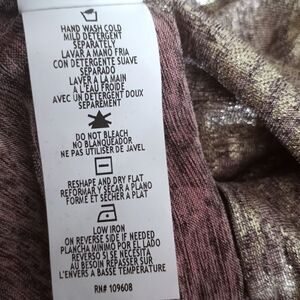 HAND WASH COLD
MILD DETERGENT
SEPARATELY
LAVAR A MANO FRIA
CON DETERGENTE SUAVE
SEPARADO
LAVER A LA MAIN
A L'EAU FROIDE
AVEC UN DETERGENT DOUX
SEPAREMENT
DO NOT BLEACH
NO BLANQUEADOR
NE PAS UTILISER DE JAVEL
RESHAPE AND DRY FLAT
REFORMAR Y SECAR A PLANO
FORME ET SÉCHER A PLAT
LOW IRON
ON REVERSE SIDE IF NEEDED
PLANCHA MINIMO POR EL LADO
REVERSO SI SE NECESITA
AU BESOIN REPASSER SUR
L'ENVERS A BASSE TEMPERATURE
RN# 109608